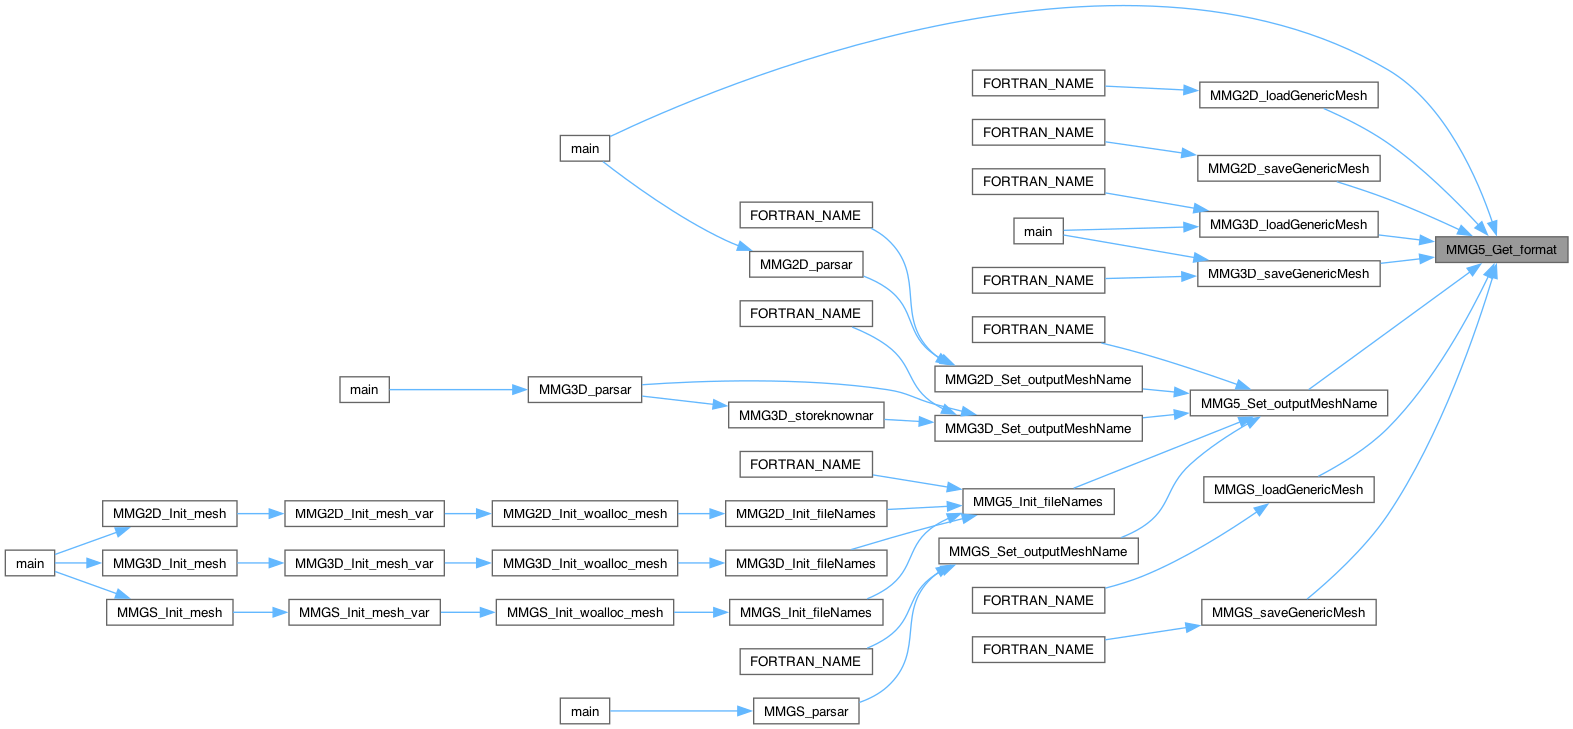 FORTRAN_NAME
MMG2D_loadGenericMesh
FORTRAN_NAME
main
MMG2D_saveGenericMesh
FORTRAN_NAME
FORTRAN_NAME
MMG3D_loadGenericMesh
main
MMG5_Get_format
MMG2D_parsar
MMG3D_saveGenericMesh
FORTRAN_NAME
FORTRAN_NAME
FORTRAN_NAME
MMG2D_Set_outputMeshName
main
MMG3D_parsar
MMG5_Set_outputMeshName
MMG3D_storeknownar
MMG3D_Set_outputMeshName
FORTRAN_NAME
MMGS_loadGenericMesh
MMG5_Init_fileNames
MMG2D_Init_mesh
MMG2D_Init_mesh_var
MMG2D_Init_woalloc_mesh
MMG2D_Init_fileNames
MMGS_Set_outputMeshName
main
MMG3D_Init_mesh
MMG3D_Init_mesh_var
MMG3D_Init_woalloc_mesh
MMG3D_Init_fileNames
FORTRAN_NAME
MMGS_Init_mesh
MMGS_Init_mesh_var
MMGS_Init_woalloc_mesh
MMGS_Init_fileNames
MMGS_saveGenericMesh
FORTRAN_NAME
FORTRAN_NAME
main
MMGS_parsar